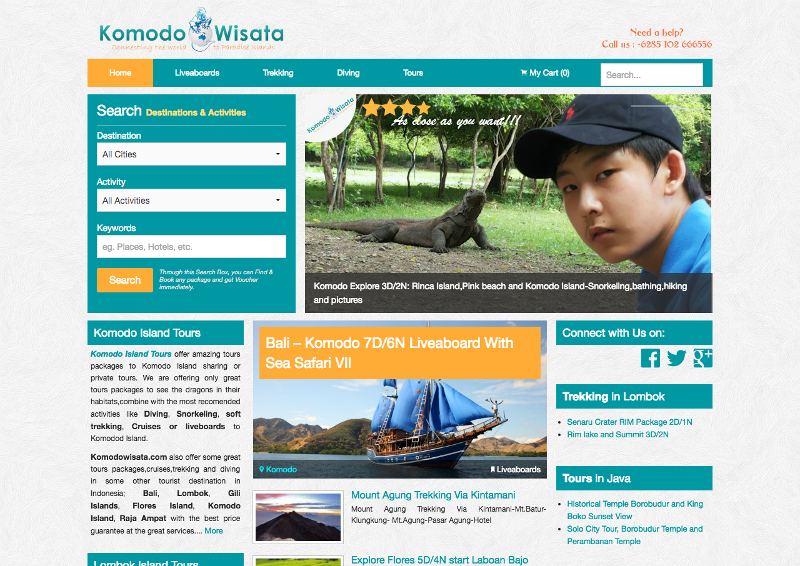 Komodo Wisata
Connecting the world to Paradise Islands
Need a help?
Call us : +6285 102 666556
Home
Liveaboards
Trekking
Diving
Tours
My Cart (0)
Search...
Search Destinations & Activities
Destination
All Cities
Activity
All Activities
Keywords
eg. Places, Hotels, etc.
Search
Through this Search Box, you can Find &
Book any package and get Voucher
immediately.
Komodo Wisata
As close as you want!!!
Komodo Explore 3D/2N: Rinca Island,Pink beach and Komodo Island-Snorkeling,bathing,hiking
and pictures
Komodo Island Tours
Komodo Island Tours offer amazing tours
packages to Komodo Island sharing or
private tours. We are offering only great
tours packages to see the dragons in their
habitats,combine with the most recomended
activities like Diving, Snorkeling, soft
trekking, Cruises or liveboards to
Komodod Island.
Komodowisata.com also offer some great
tours packages,cruises,trekking and diving
in some other tourist destination in
Indonesia; Bali, Lombok, Gili
Islands, Flores Island, Komodo
Island, Raja Ampat with the best price
guarantee at the great services.... More
Lombok Island Tours
Bali – Komodo 7D/6N Liveaboard With
Sea Safari VII
Komodo
Liveaboards
Mount Agung Trekking Via Kintamani
Mount Agung Trekking Via Kintamani-Mt.Batur-
Klungkung- Mt.Agung-Pasar Agung-Hotel
Explore Flores 5D/4N start Laboan Bajo
Connect with Us on:
Trekking in Lombok
Senaru Crater RIM Package 2D/1N
Rim lake and Summit 3D/2N
Tours in Java
Historical Temple Borobudur and King
Boko Sunset View
Solo City Tour, Borobudur Temple and
Perambanan Temple